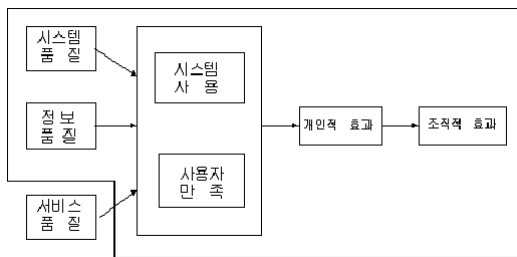 시스템
품 질
정 보
품 질
서비스
품 질
시스템
사 용
사용자
만 족
개인적 효과
조직적 효과